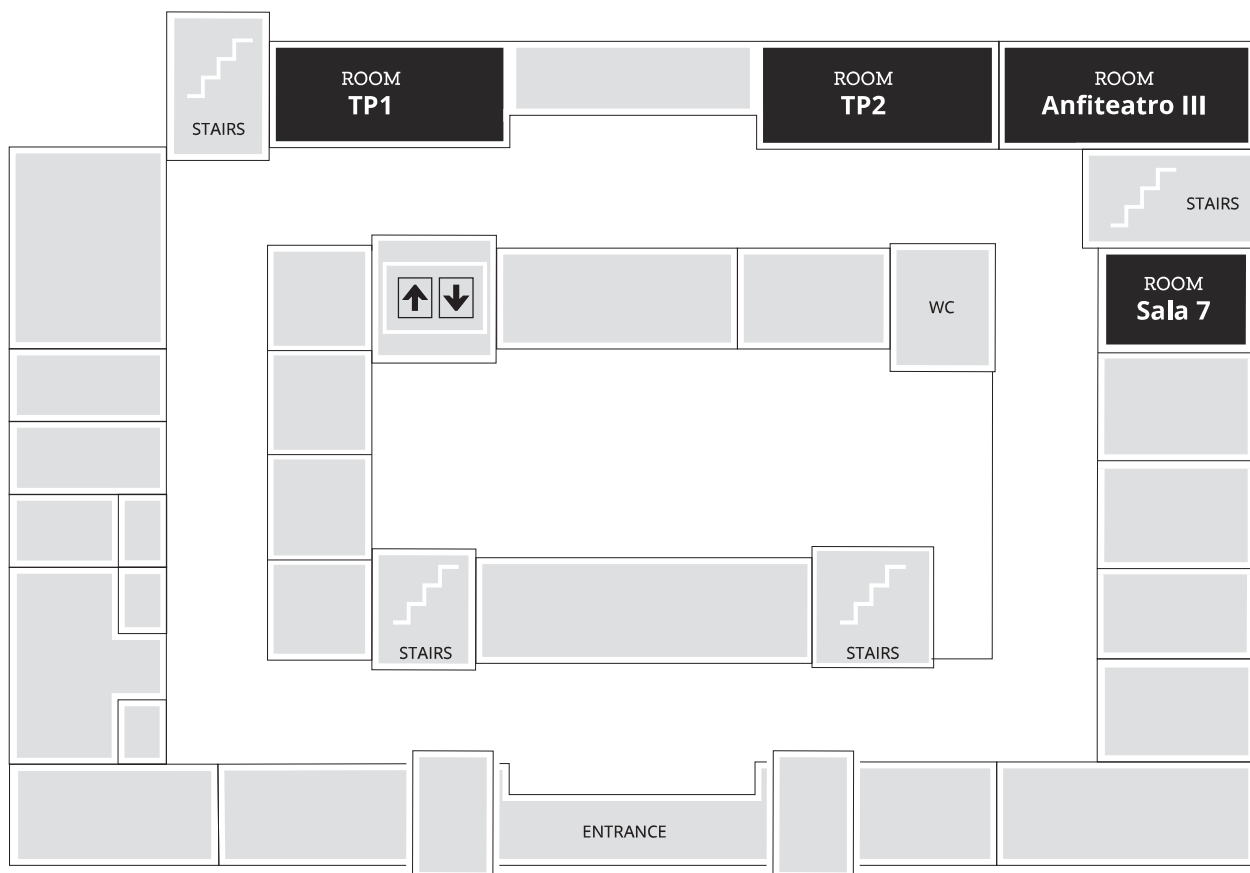 STAIRS
ROOM
TP1
ROOM
TP2
ROOM
Anfiteatro III
STAIRS
WC
ROOM
Sala 7
STAIRS
STAIRS
ENTRANCE